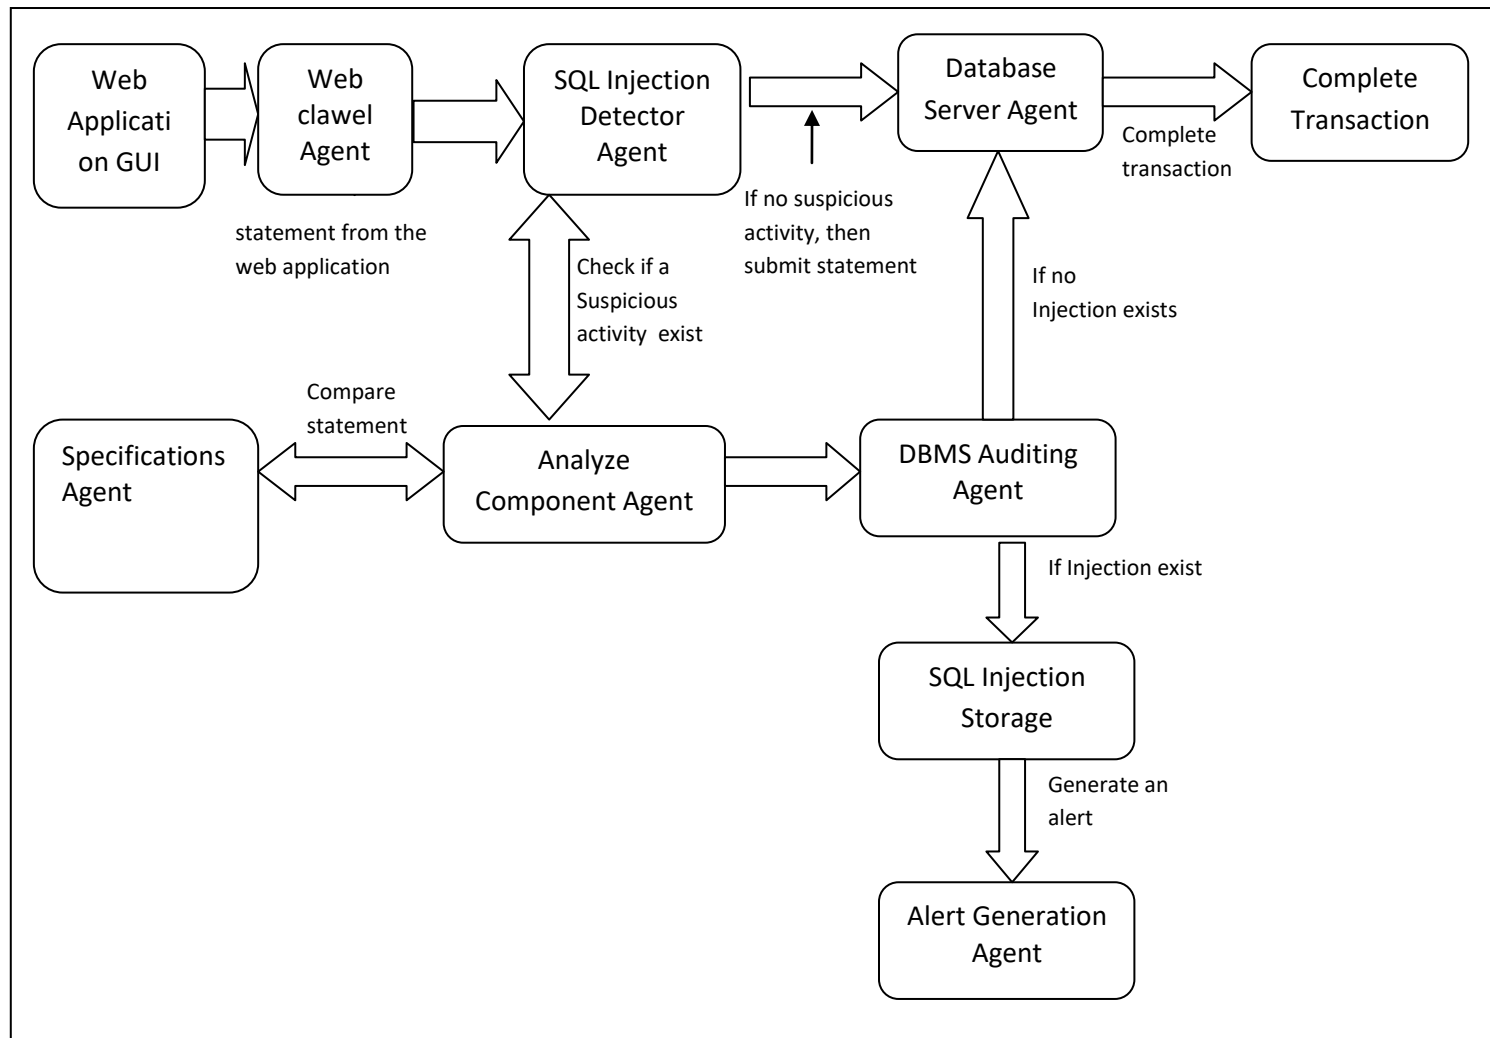 Web
Applicati
on GUI
Web
clawel
Agent
SQL Injection
Detector
Agent
Database
Server Agent
Complete
Transaction
Complete
transaction
statement from the
web application
If no suspicious
activity, then
submit statement
Check if a
Suspicious
activity  exist
If no
Injection exists
Compare
statement
Specifications
Agent
Analyze
Component Agent
DBMS Auditing
Agent
If Injection exist
SQL Injection
Storage
Generate an
alert
Alert Generation
Agent